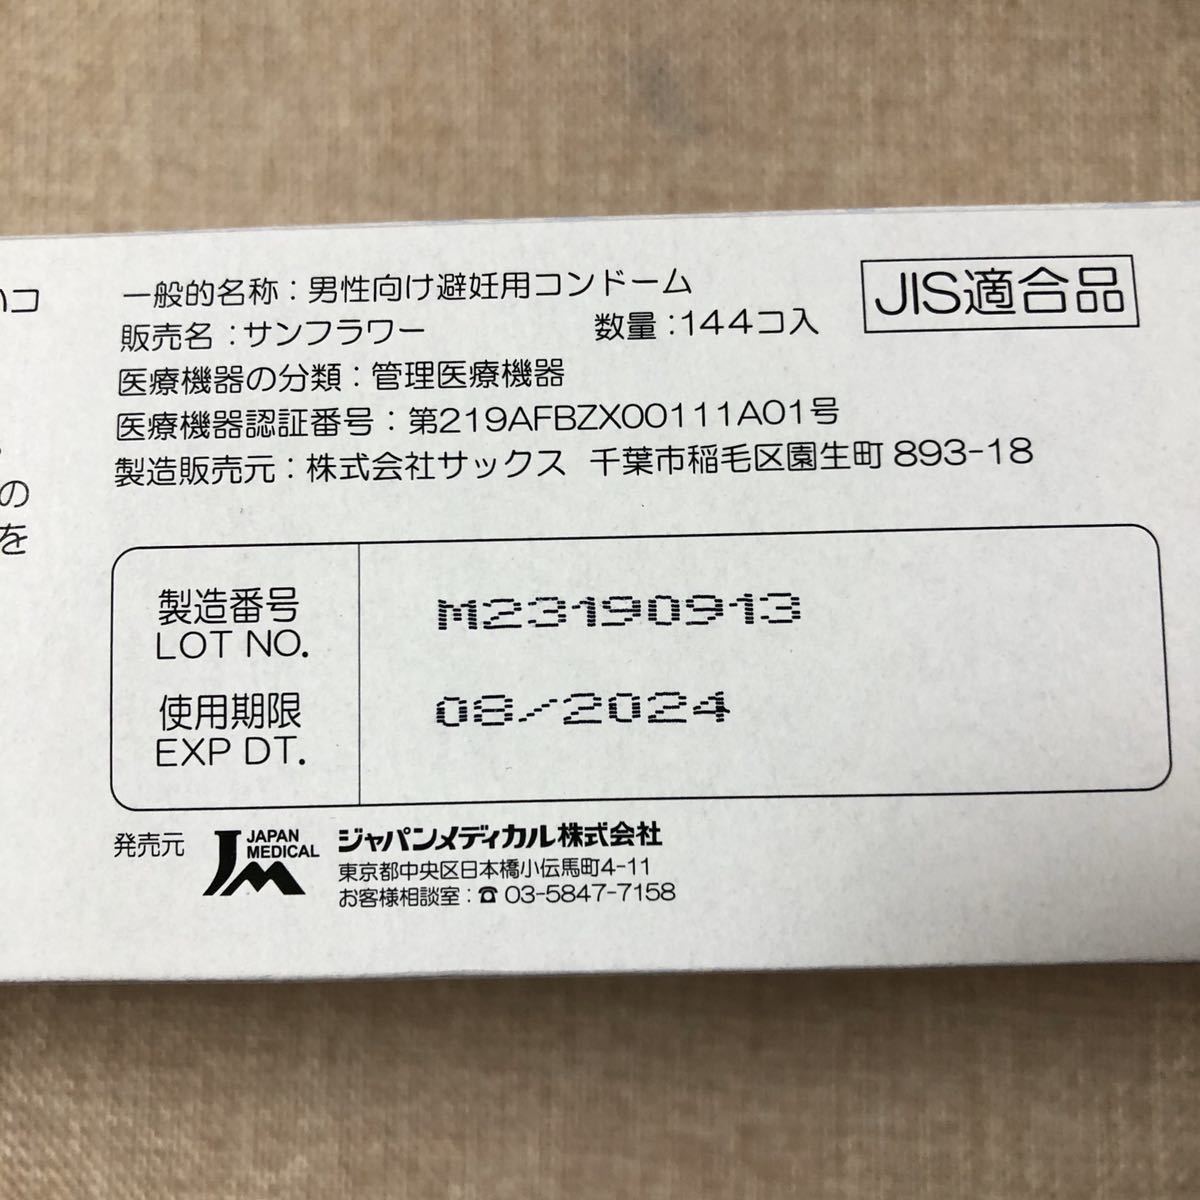 いコ
の
を
一般的名称：男性向け避妊用コンドーム
販売名：サンフラワー 数量：144コ入
JIS適合品
医療機器の分類：管理医療機器
医療機器認証番号：第219AFBZX00111A01号
製造販売元：株式会社サックス 千葉市稲毛区園生町 893-18
製造番号
LOT NO.
M23190913
使用期限
EXP DT.
08/2024
発売元
JAPAN
MEDICAL
ジャパンメディカル株式会社
東京都中央区日本橋小伝馬町4-11
お客様相談室：☎ 03-5847-7158